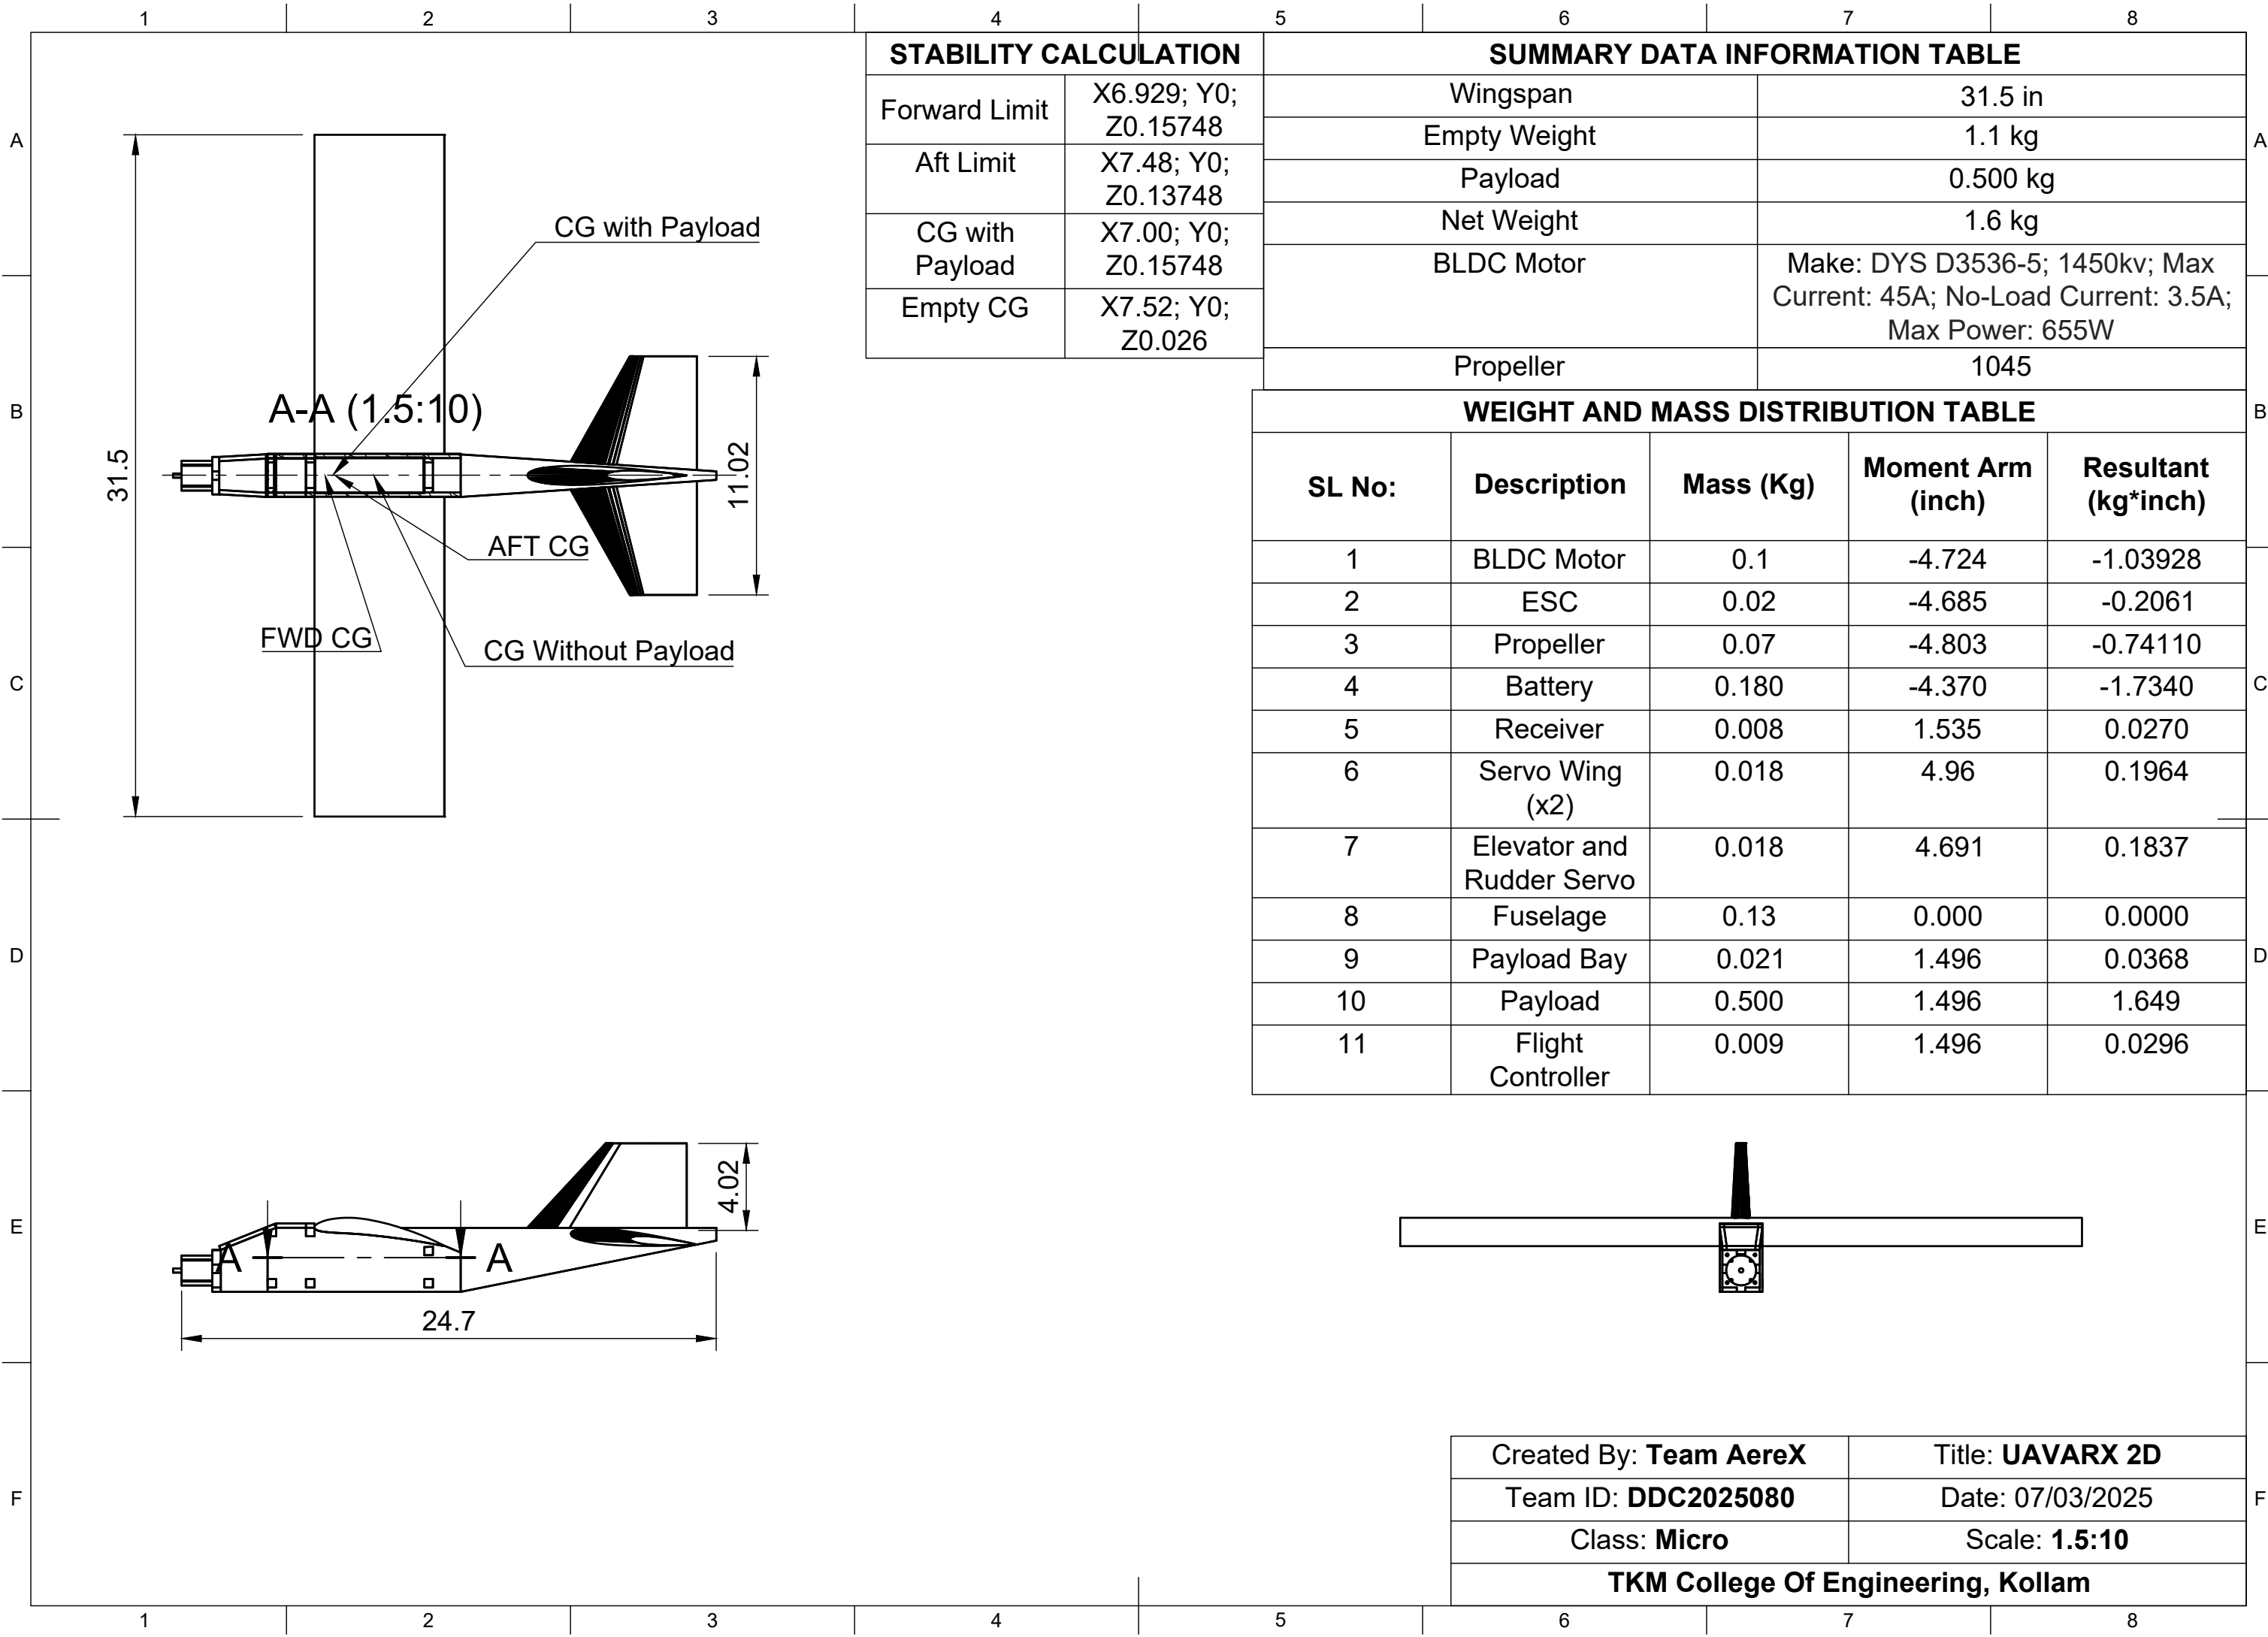 1 2 3 4 5 6 7 8
STABILITY CALCULATION
Forward Limit
X6.929; Y0;
Z0.15748
Aft Limit
X7.48; Y0;
Z0.13748
CG with
Payload
X7.00; Y0;
Z0.15748
Empty CG
X7.52; Y0;
Z0.026
SUMMARY DATA INFORMATION TABLE
Wingspan 31.5 in
Empty Weight 1.1 kg
Payload 0.500 kg
Net Weight 1.6 kg
BLDC Motor
Make: DYS D3536-5; 1450kv; Max
Current: 45A; No-Load Current: 3.5A;
Max Power: 655W
Propeller 1045
WEIGHT AND MASS DISTRIBUTION TABLE
SL No:
Description
Mass (Kg)
Moment Arm
(inch)
Resultant
(kg*inch)
1 BLDC Motor 0.1 -4.724 -1.03928
2 ESC 0.02 -4.685 -0.2061
3 Propeller 0.07 -4.803 -0.74110
4 Battery 0.180 -4.370 -1.7340
5 Receiver 0.008 1.535 0.0270
6 Servo Wing 0.018 4.96 0.1964
(x2)
7 Elevator and 0.018 4.691 0.1837
Rudder Servo
8 Fuselage 0.13 0.000 0.0000
9 Payload Bay 0.021 1.496 0.0368
10 Payload 0.500 1.496 1.649
11 Flight 0.009 1.496 0.0296
Controller
A A
B B
C C
D D
E E
F F
CG with Payload
A-A (1.5:10)
31.5
11.02
AFT CG
FWD CG
CG Without Payload
4.02
A A
24.7
Created By: Team AereX
Title: UAVARX 2D
Team ID: DDC2025080
Date: 07/03/2025
Class: Micro
Scale: 1.5:10
TKM College Of Engineering, Kollam
1 2 3 4 5 6 7 8